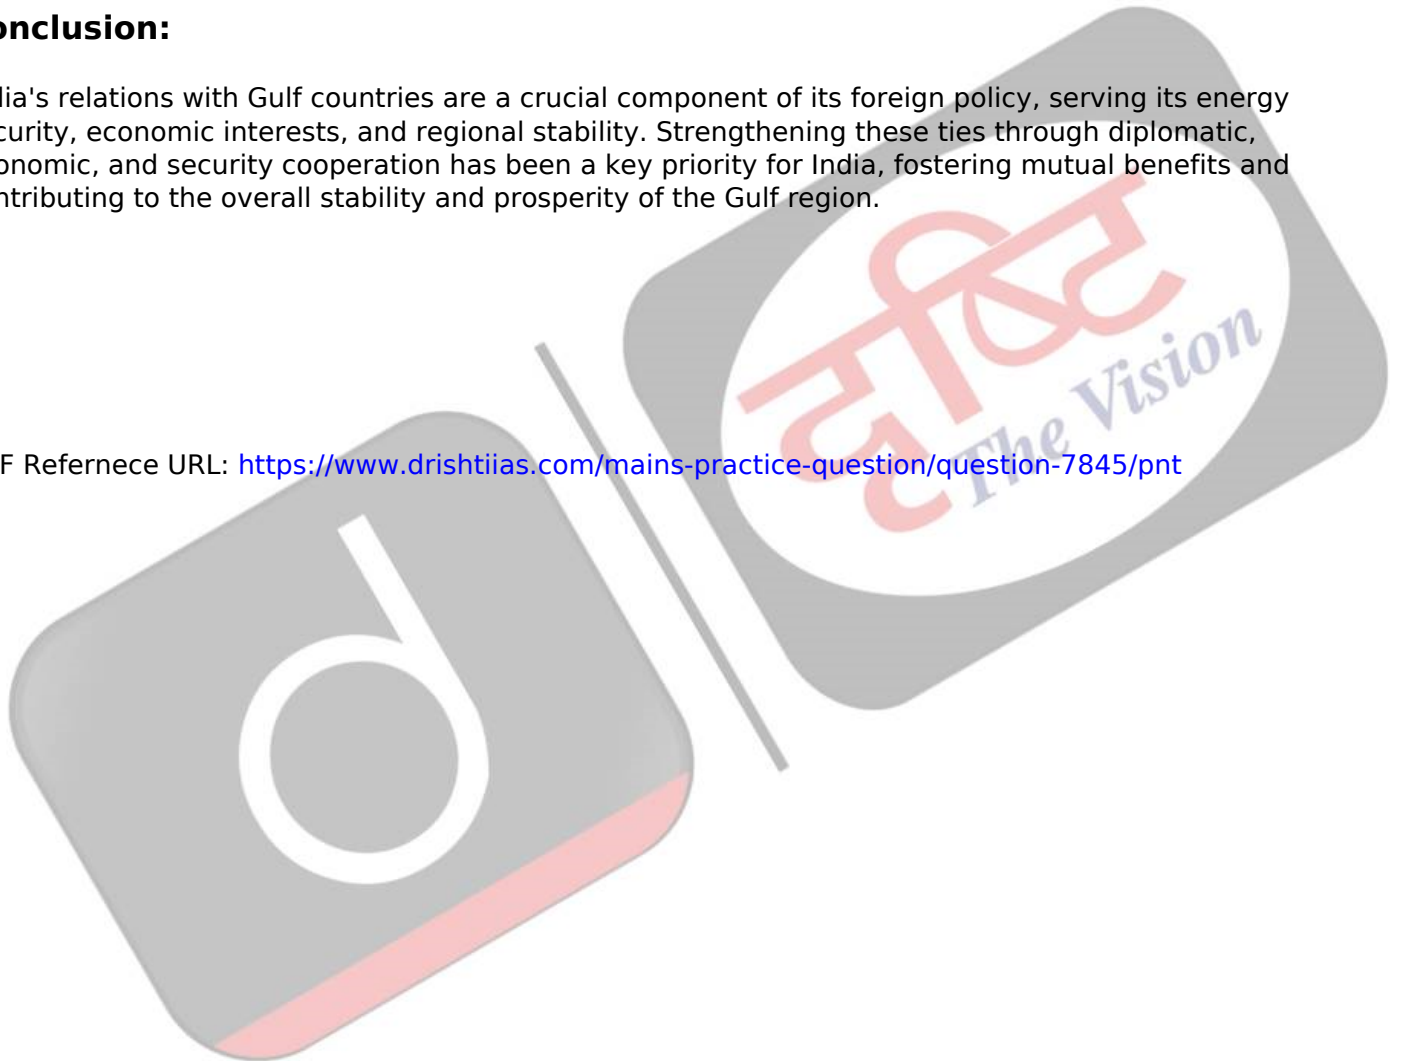 onclusion:
dia's relations with Gulf countries are a crucial component of its foreign policy, serving its energy
curity, economic interests, and regional stability. Strengthening these ties through diplomatic,
onomic, and security cooperation has been a key priority for India, fostering mutual benefits and
ntributing to the overall stability and prosperity of the Gulf region.
दृष्टि
The Vision
F Refernece URL: https://www.drishtiias.com/mains-practice-question/question-7845/pnt
d